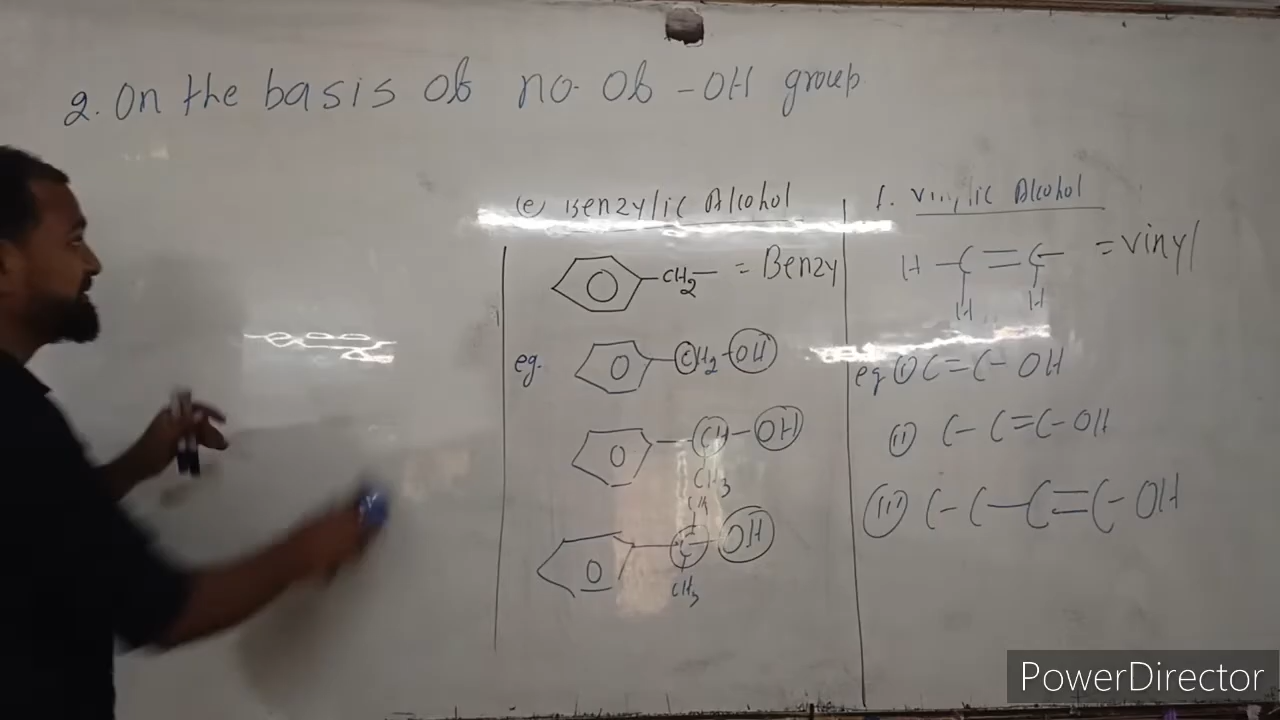 2. On the basis of no. of -OH group
(e) Benzylic Alcohol
CH2 = Benzy
eg. CH2-OH
CH-OH
CH3
C-OH
CH3
f. Vinylic Alcohol
H-C=C- = Vinyl
H H
eg (i) C=C-OH
(ii) C-C=C-OH
(iii) C-C-C=C-OH
PowerDirector